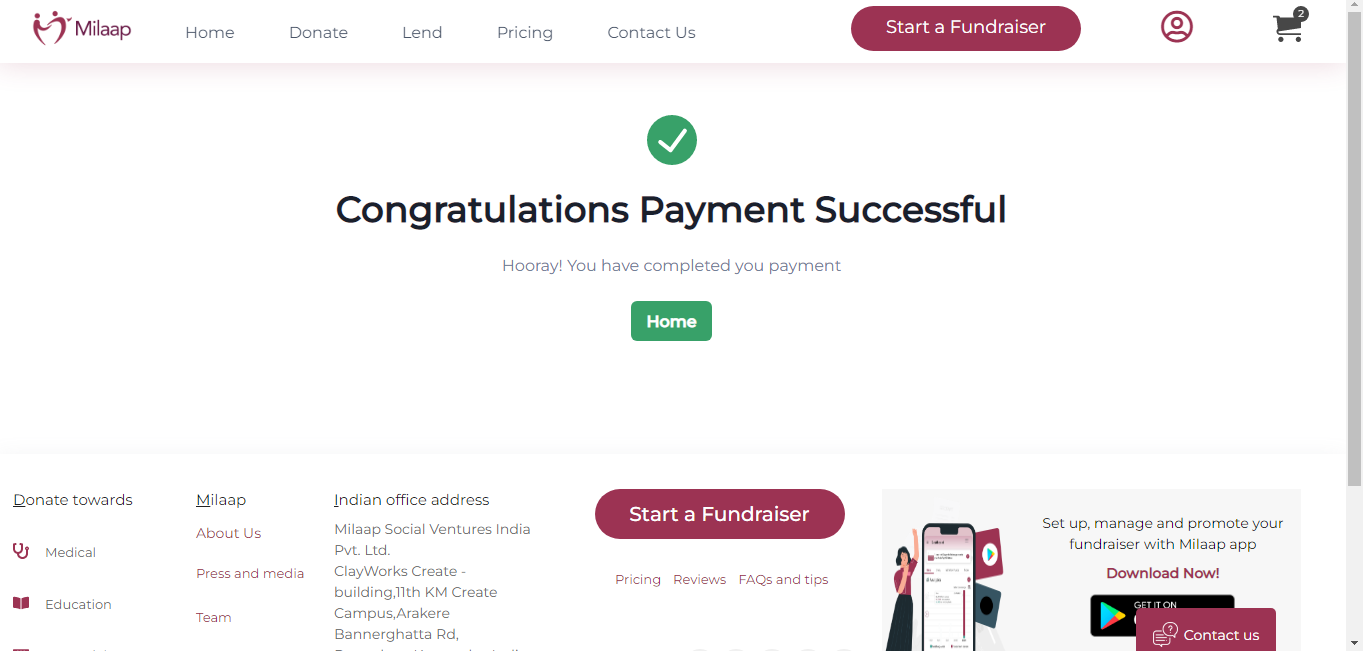 Milaap
Home
Donate
Lend
Pricing
Contact Us
Start a Fundraiser
2
Congratulations Payment Successful
Hooray! You have completed you payment
Home
Donate towards
Medical
Education
Milaap
About Us
Press and media
Team
Indian office address
Milaap Social Ventures India
Pvt. Ltd.
ClayWorks Create -
building,11th KM Create
Campus,Arakere
Bannerghatta Rd,
Start a Fundraiser
Pricing Reviews FAQs and tips
Set up, manage and promote your
fundraiser with Milaap app
Download Now!
GET IT ON
Contact us